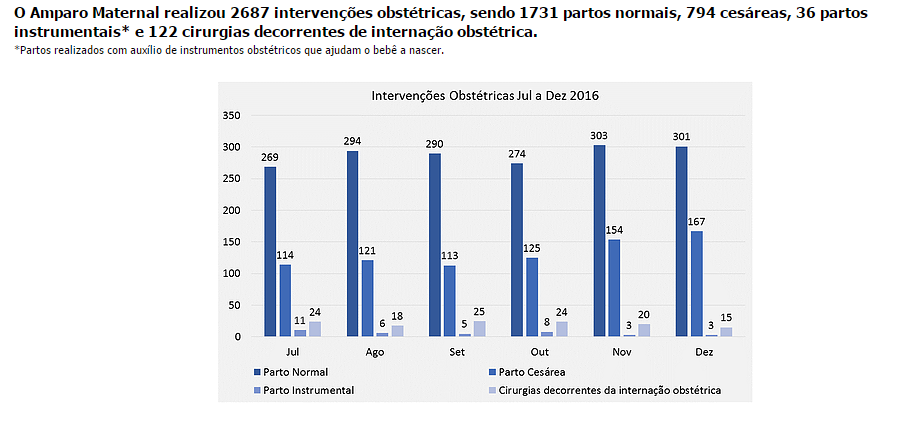 O Amparo Maternal realizou 2687 intervenções obstétricas, sendo 1731 partos normais, 794 cesáreas, 36 partos
instrumentais* e 122 cirurgias decorrentes de internação obstétrica.
*Partos realizados com auxílio de instrumentos obstétricos que ajudam o bebê a nascer.
Intervenções Obstétricas Jul a Dez 2016
350
300
250
200
150
100
50
0
269 114 11 24
294 121 6 18
290 113 5 25
274 125 8 24
303 154 3 20
301 167 3 15
Jul Ago Set Out Nov Dez
Parto Normal Parto Cesárea
Parto Instrumental Cirurgias decorrentes da internação obstétrica